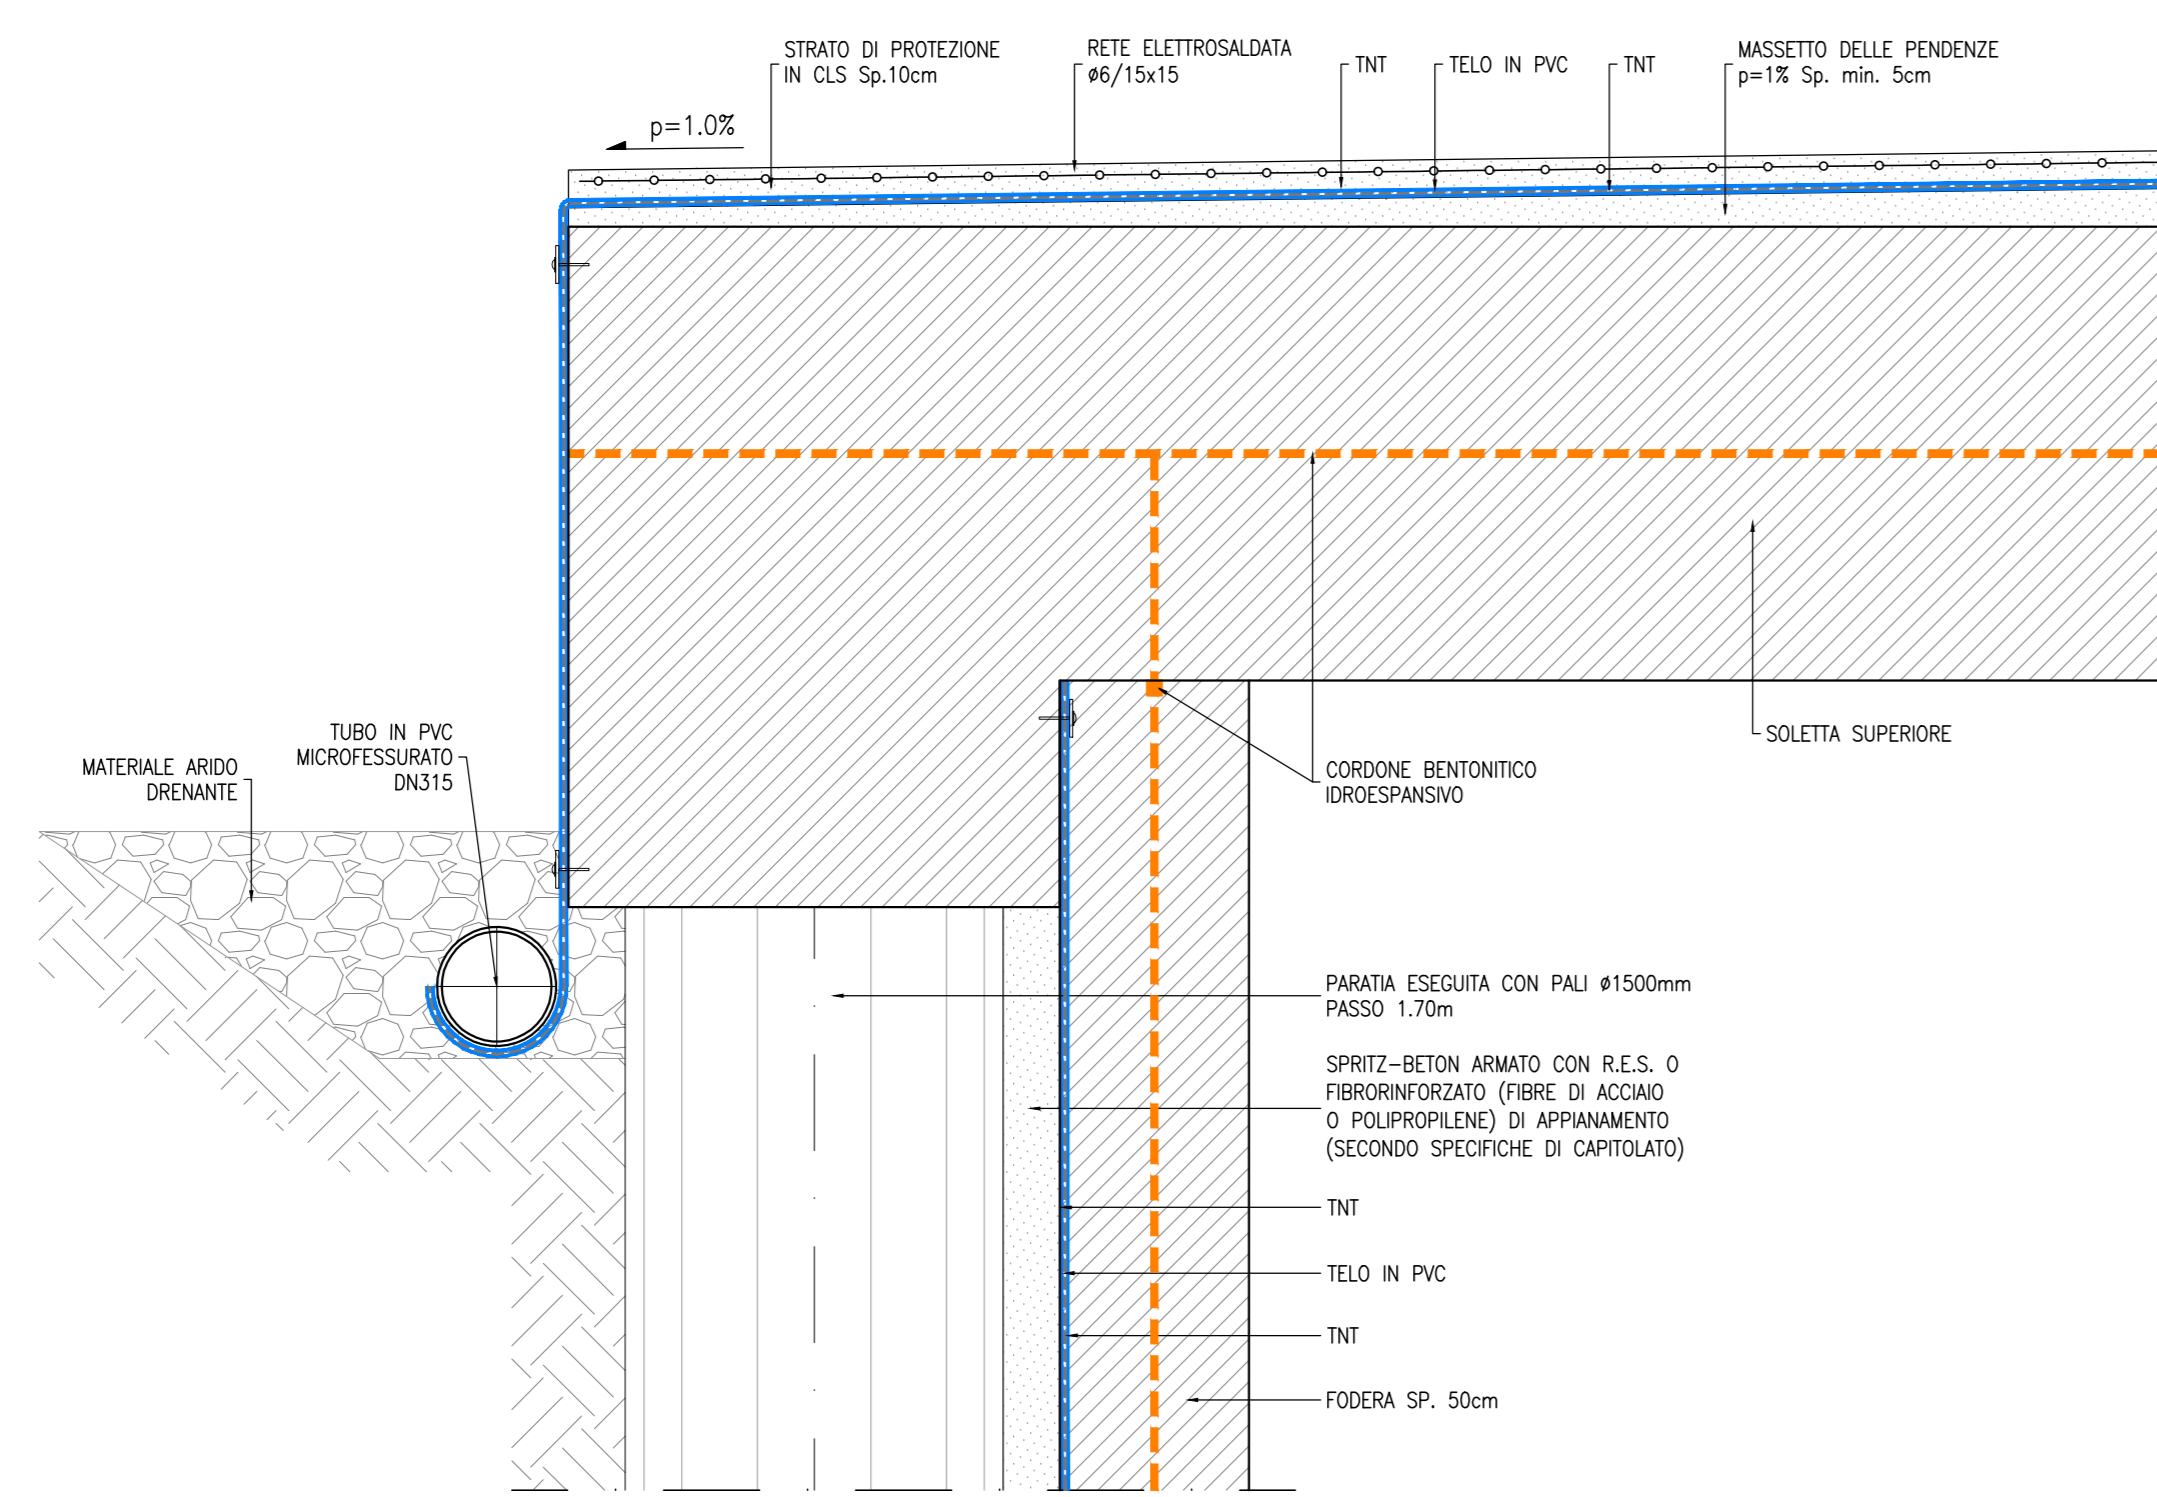 STRATO DI PROTEZIONE
IN CLS Sp.10cm
RETE ELETTROSALDATA
ø6/15x15
TNT
TELO IN PVC
TNT
MASSETTO DELLE PENDENZE
p=1% Sp. min. 5cm
p=1.0%
TUBO IN PVC
MICROFESSURATO
DN315
MATERIALE ARIDO
DRENANTE
SOLETTA SUPERIORE
CORDONE BENTONITICO
IDROESPANSIVO
PARATIA ESEGUITA CON PALI ø1500mm
PASSO 1.70m
SPRITZ-BETON ARMATO CON R.E.S. O
FIBRORINFORZATO (FIBRE DI ACCIAIO
O POLIPROPILENE) DI APPIANAMENTO
(SECONDO SPECIFICHE DI CAPITOLATO)
TNT
TELO IN PVC
TNT
FODERA SP. 50cm